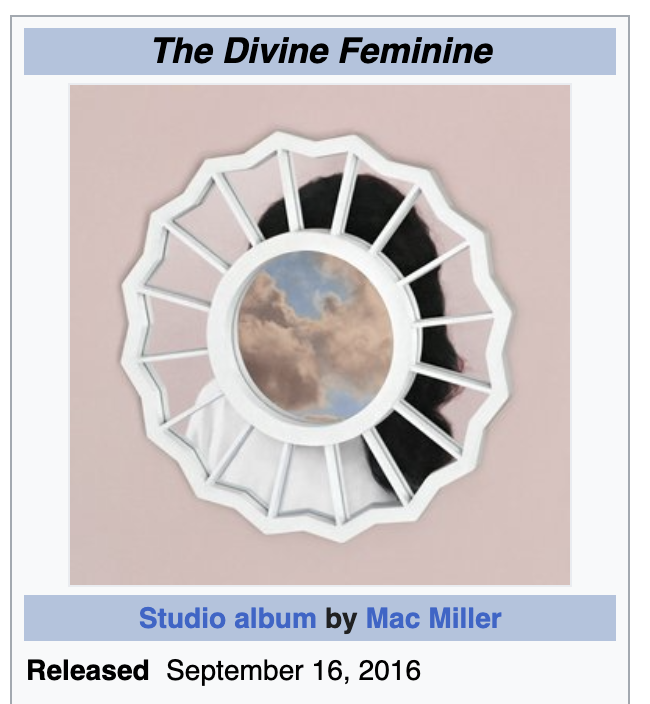 The Divine Feminine
Studio album by Mac Miller
Released September 16, 2016